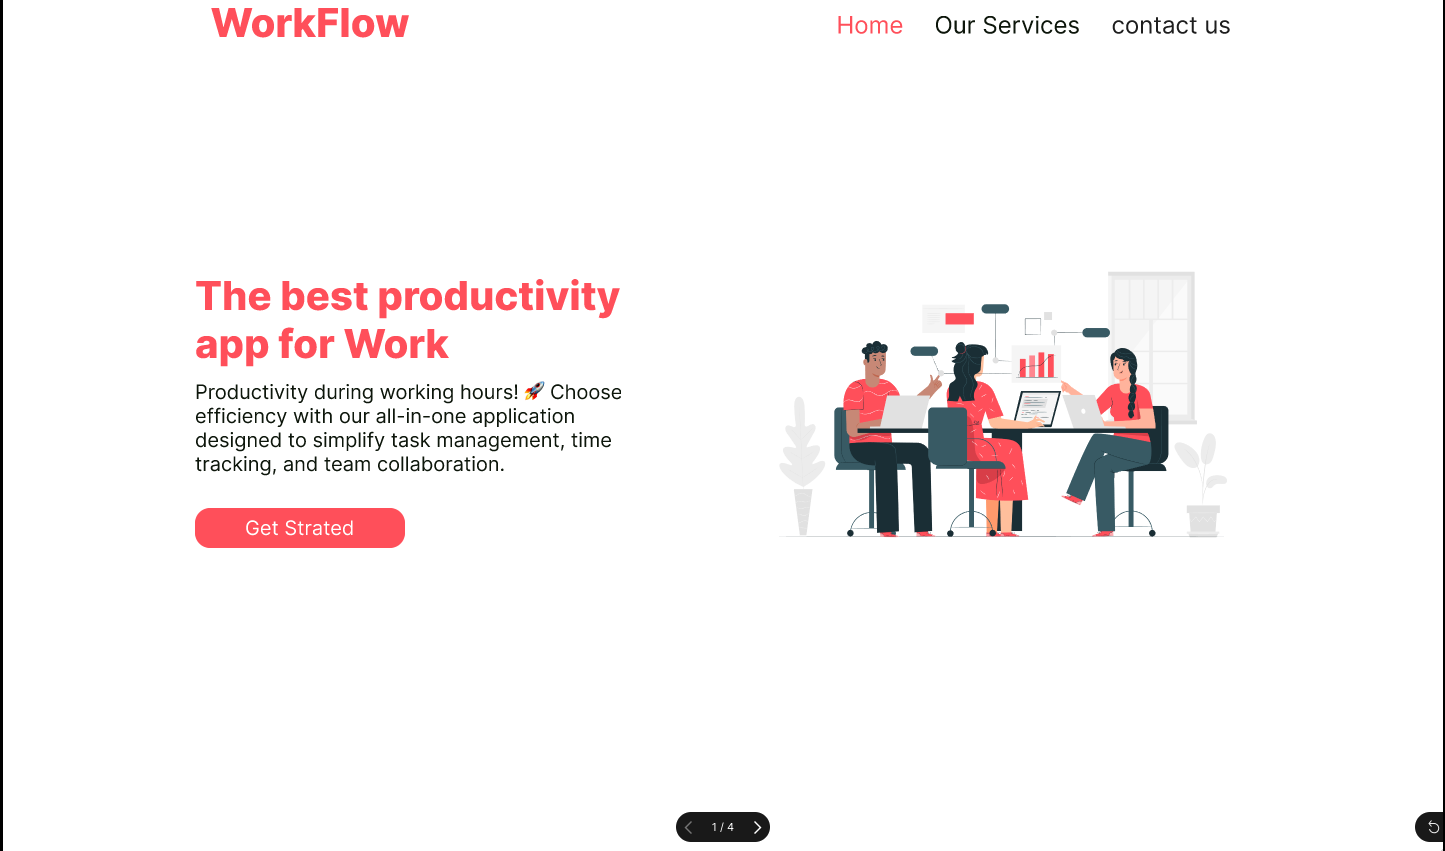 WorkFlow
Home Our Services contact us
The best productivity
app for Work
Productivity during working hours! 🚀 Choose
efficiency with our all-in-one application
designed to simplify task management, time
tracking, and team collaboration.
Get Strated
1 / 4